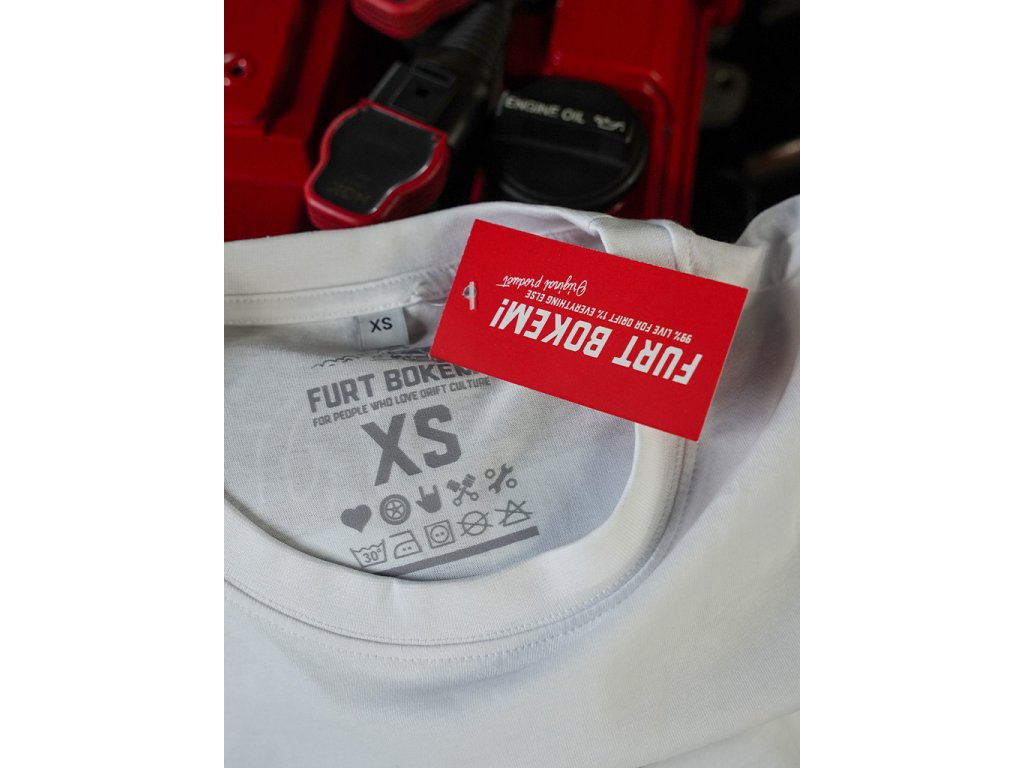 ENGINE OIL
FURT BOKEM!
99% LIVE FOR DRIFT 1% EVERYTHING ELSE
Original product
XS
FURT BOKEM
FOR PEOPLE WHO LOVE DRIFT CULTURE
XS
30°